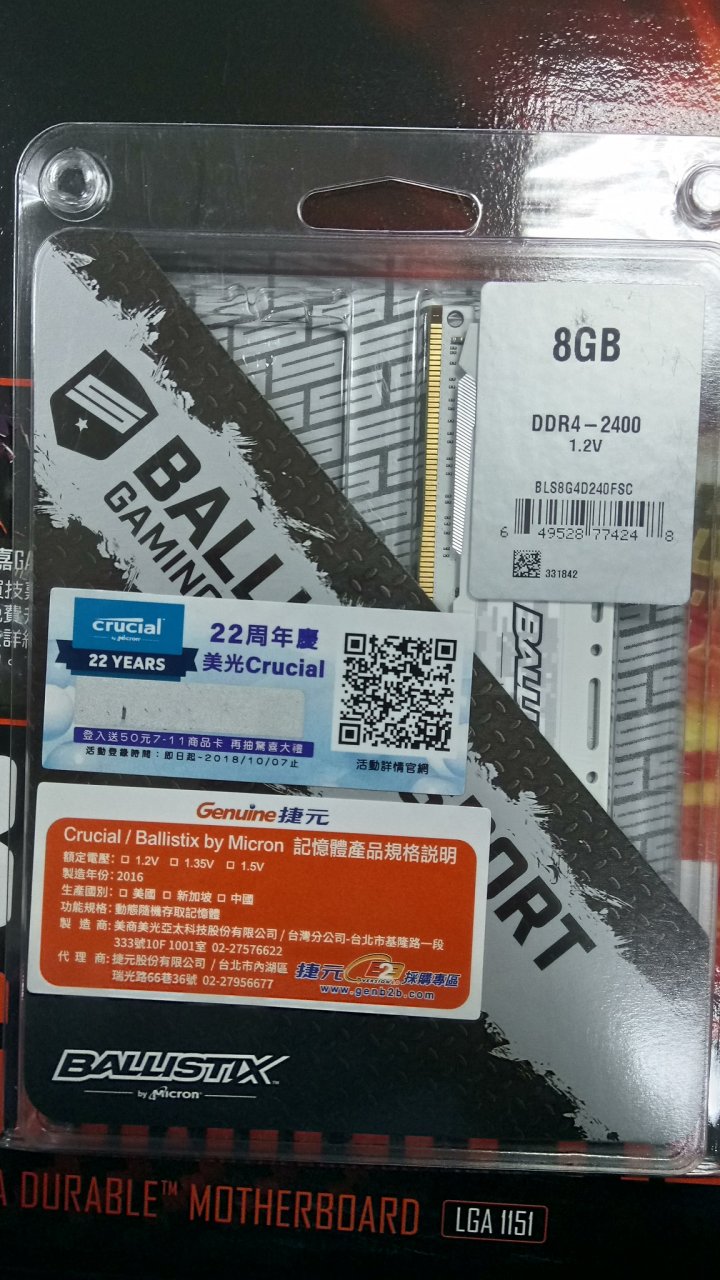 8GB
DDR4-2400
1.2V
BLS8G4D240FSC
6 49528 77424 8
331842
GAMING
BALL
crucial
by Micron
22 YEARS
22周年慶
美光Crucial
登入送50元7-11商品卡 再抽驚喜大禮
活動登錄時間:即日起-2018/10/07止
活動詳情官網
PORT
Genuine捷元
Crucial / Ballistix by Micron 記憶體產品規格說明
額定電壓: □ 1.2V □ 1.35V □ 1.5V
製造年份: 2016
生產國別: □ 美國 □ 新加坡 □ 中國
功能規格: 動態隨機存取記憶體
製 造 商: 美商美光亞太科技股份有限公司 / 台灣分公司-台北市基隆路一段
333號10F 1001室 02-27576622
代 理 商: 捷元股份有限公司 / 台北市內湖區
瑞光路66巷36號 02-27956677
捷元 B2B 採購專區
www.genb2b.com
BALLISTIX
by Micron
A DURABLE™ MOTHERBOARD LGA 1151